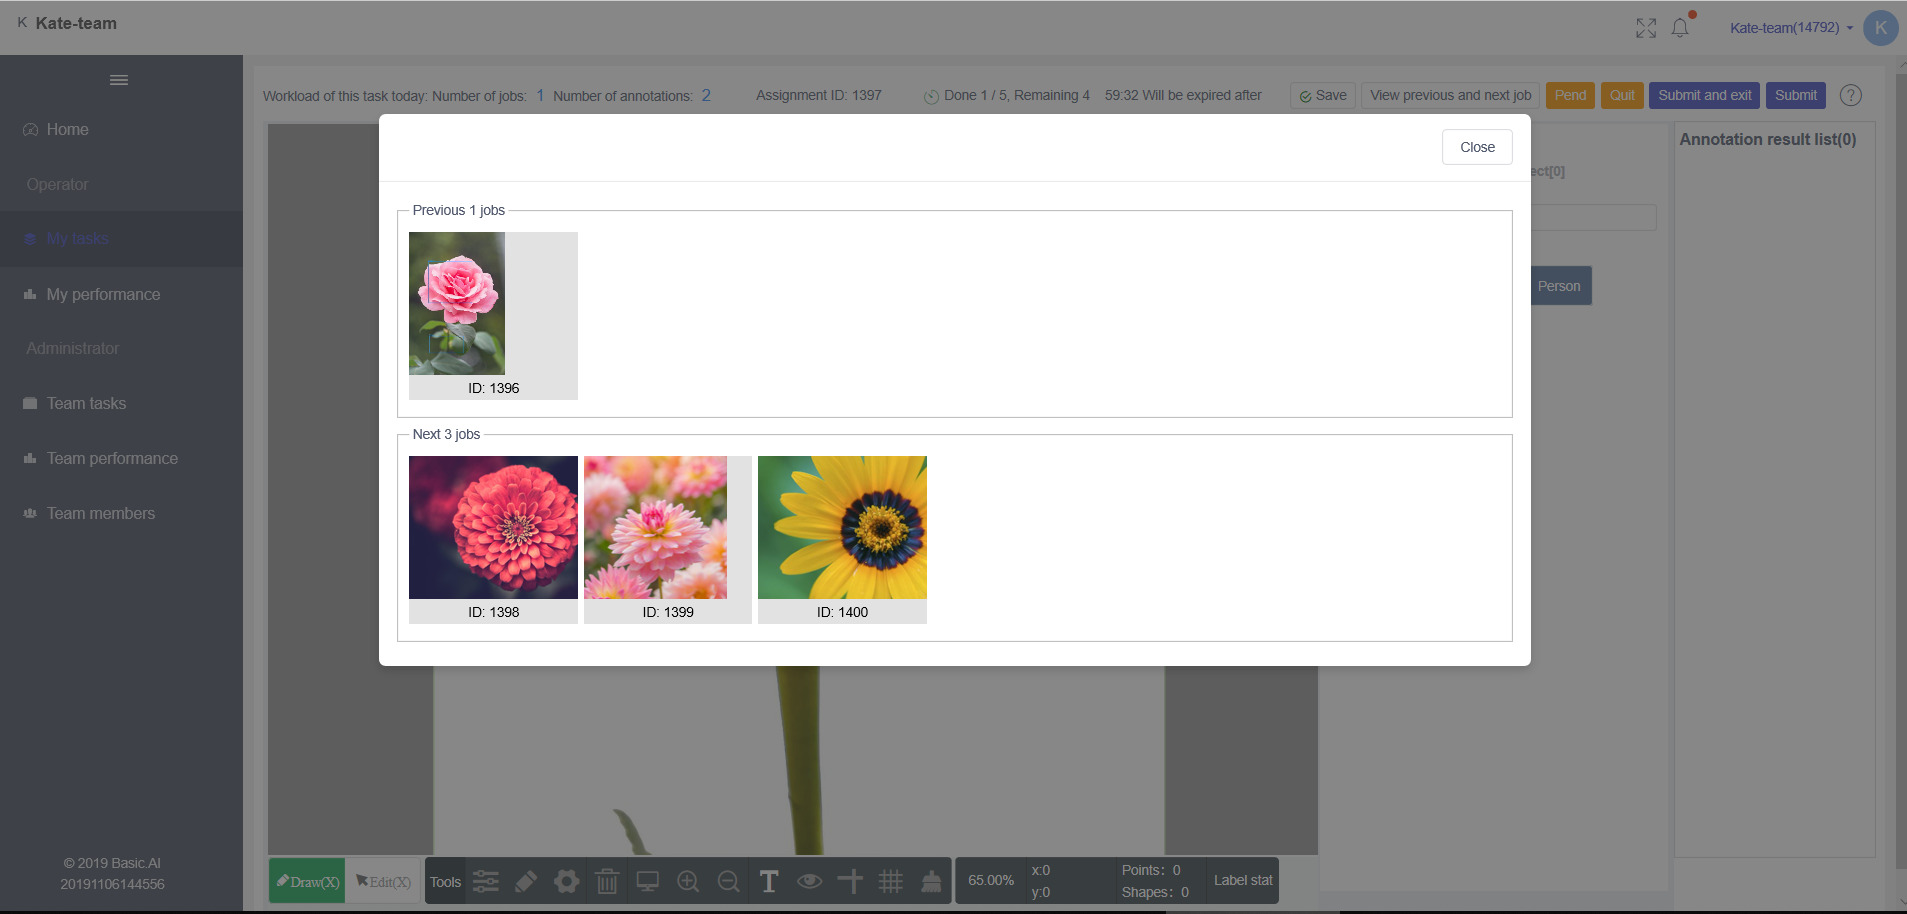 K Kate-team
Kate-team(14792)
K
Workload of this task today: Number of jobs: 1 Number of annotations: 2
Assignment ID: 1397
Done 1 / 5, Remaining 4
59:32 Will be expired after
Save
View previous and next job
Pend
Quit
Submit and exit
Submit
?
Home
Operator
My tasks
My performance
Administrator
Team tasks
Team performance
Team members
© 2019 Basic.AI
20191106144556
Close
Previous 1 jobs
ID: 1396
Next 3 jobs
ID: 1398
ID: 1399
ID: 1400
ect[0]
Person
Annotation result list(0)
Draw(X)
Edit(X)
Tools
T
65.00%
x:0
y:0
Points: 0
Shapes: 0
Label stat